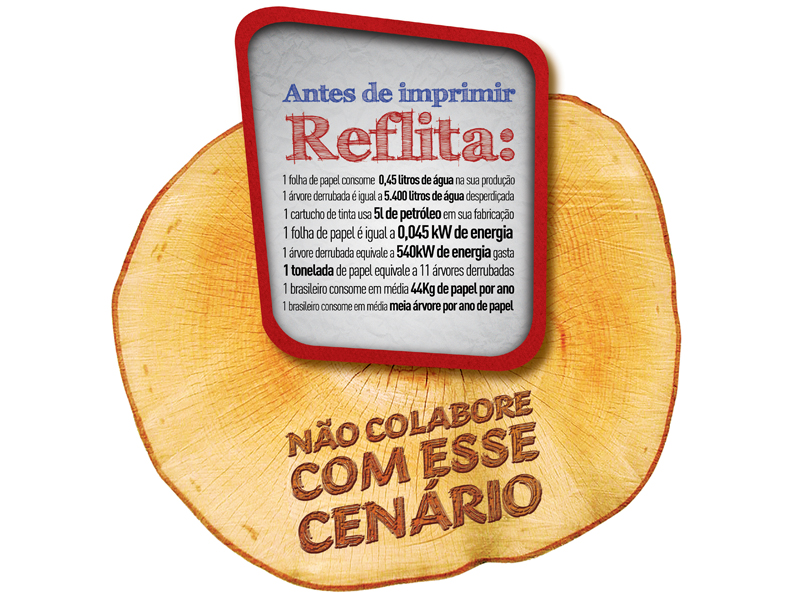 Antes de imprimir
Reflita:
1 folha de papel consome 0,45 litros de água na sua produção
1 árvore derrubada é igual a 5.400 litros de água desperdiçada
1 cartucho de tinta usa 5l de petróleo em sua fabricação
1 folha de papel é igual a 0,045 kW de energia
1 árvore derrubada equivale a 540kW de energia gasta
1 tonelada de papel equivale a 11 árvores derrubadas
1 brasileiro consome em média 44Kg de papel por ano
1 brasileiro consome em média meia árvore por ano de papel
NÃO COLABORE
COM ESSE
CENÁRIO